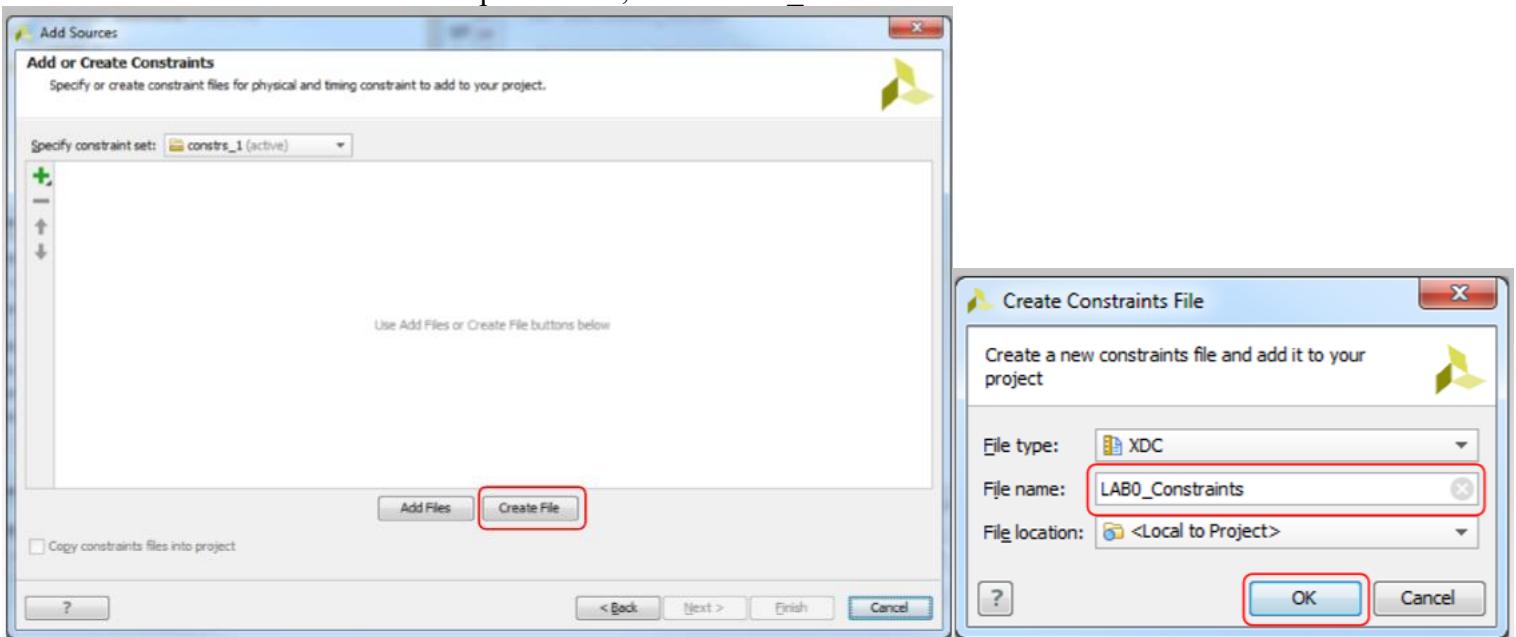 Add Sources
Add or Create Constraints
Specify or create constraint files for physical and timing constraint to add to your project.
Specify constraint set: constrs_1 (active)
Use Add Files or Create File buttons below
Add Files Create File
Copy constraints files into project
? < Back Next > Finish Cancel
Create Constraints File
Create a new constraints file and add it to your
project
File type: XDC
File name: LAB0_Constraints
File location: <Local to Project>
? OK Cancel